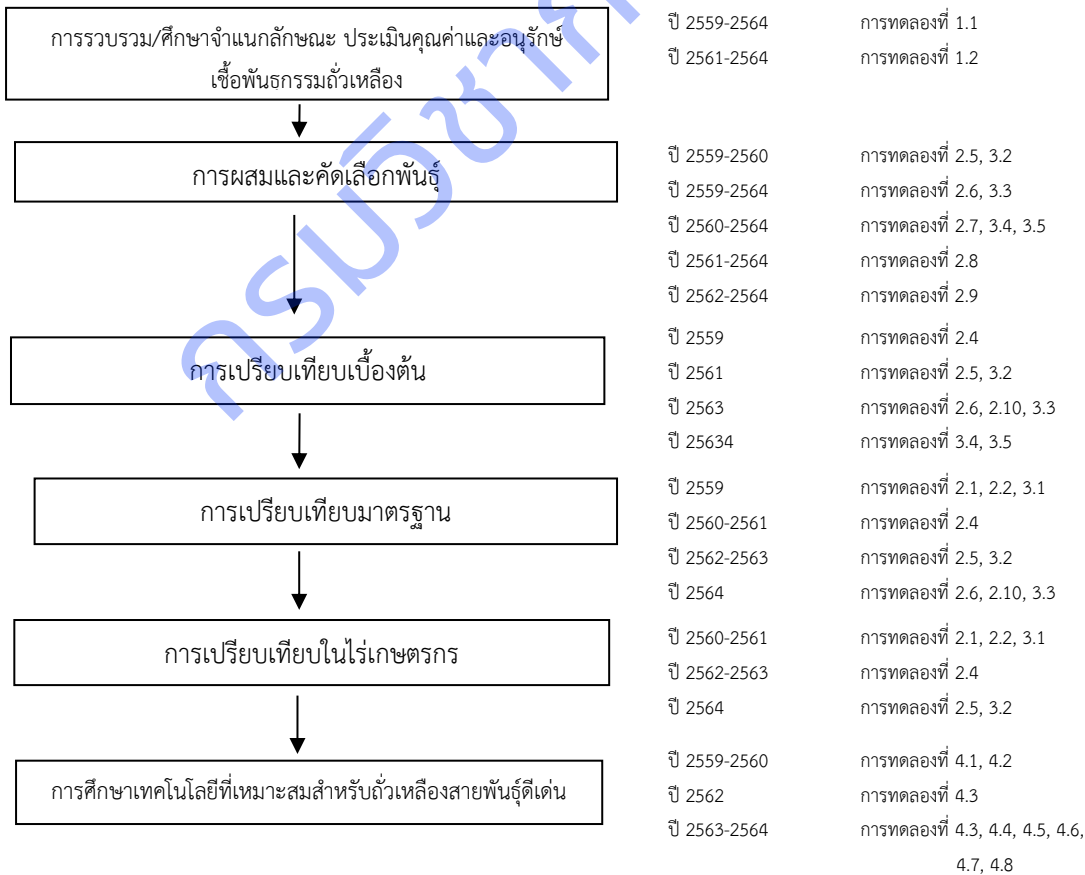 การรวบรวม/ศึกษาจำแนกลักษณะ ประเมินคุณค่าและอนุรักษ์
เชื้อพันธุกรรมถั่วเหลือง
ปี 2559-2564 การทดลองที่ 1.1
ปี 2561-2564 การทดลองที่ 1.2
การผสมและคัดเลือกพันธุ์
ปี 2559-2560 การทดลองที่ 2.5, 3.2
ปี 2559-2564 การทดลองที่ 2.6, 3.3
ปี 2560-2564 การทดลองที่ 2.7, 3.4, 3.5
ปี 2561-2564 การทดลองที่ 2.8
ปี 2562-2564 การทดลองที่ 2.9
การเปรียบเทียบเบื้องต้น
ปี 2559 การทดลองที่ 2.4
ปี 2561 การทดลองที่ 2.5, 3.2
ปี 2563 การทดลองที่ 2.6, 2.10, 3.3
ปี 25634 การทดลองที่ 3.4, 3.5
การเปรียบเทียบมาตรฐาน
ปี 2559 การทดลองที่ 2.1, 2.2, 3.1
ปี 2560-2561 การทดลองที่ 2.4
ปี 2562-2563 การทดลองที่ 2.5, 3.2
ปี 2564 การทดลองที่ 2.6, 2.10, 3.3
การเปรียบเทียบในไร่เกษตรกร
ปี 2560-2561 การทดลองที่ 2.1, 2.2, 3.1
ปี 2562-2563 การทดลองที่ 2.4
ปี 2564 การทดลองที่ 2.5, 3.2
การศึกษาเทคโนโลยีที่เหมาะสมสำหรับถั่วเหลืองสายพันธุ์ดีเด่น
ปี 2559-2560 การทดลองที่ 4.1, 4.2
ปี 2562 การทดลองที่ 4.3
ปี 2563-2564 การทดลองที่ 4.3, 4.4, 4.5, 4.6,
4.7, 4.8
กรมวิชาก